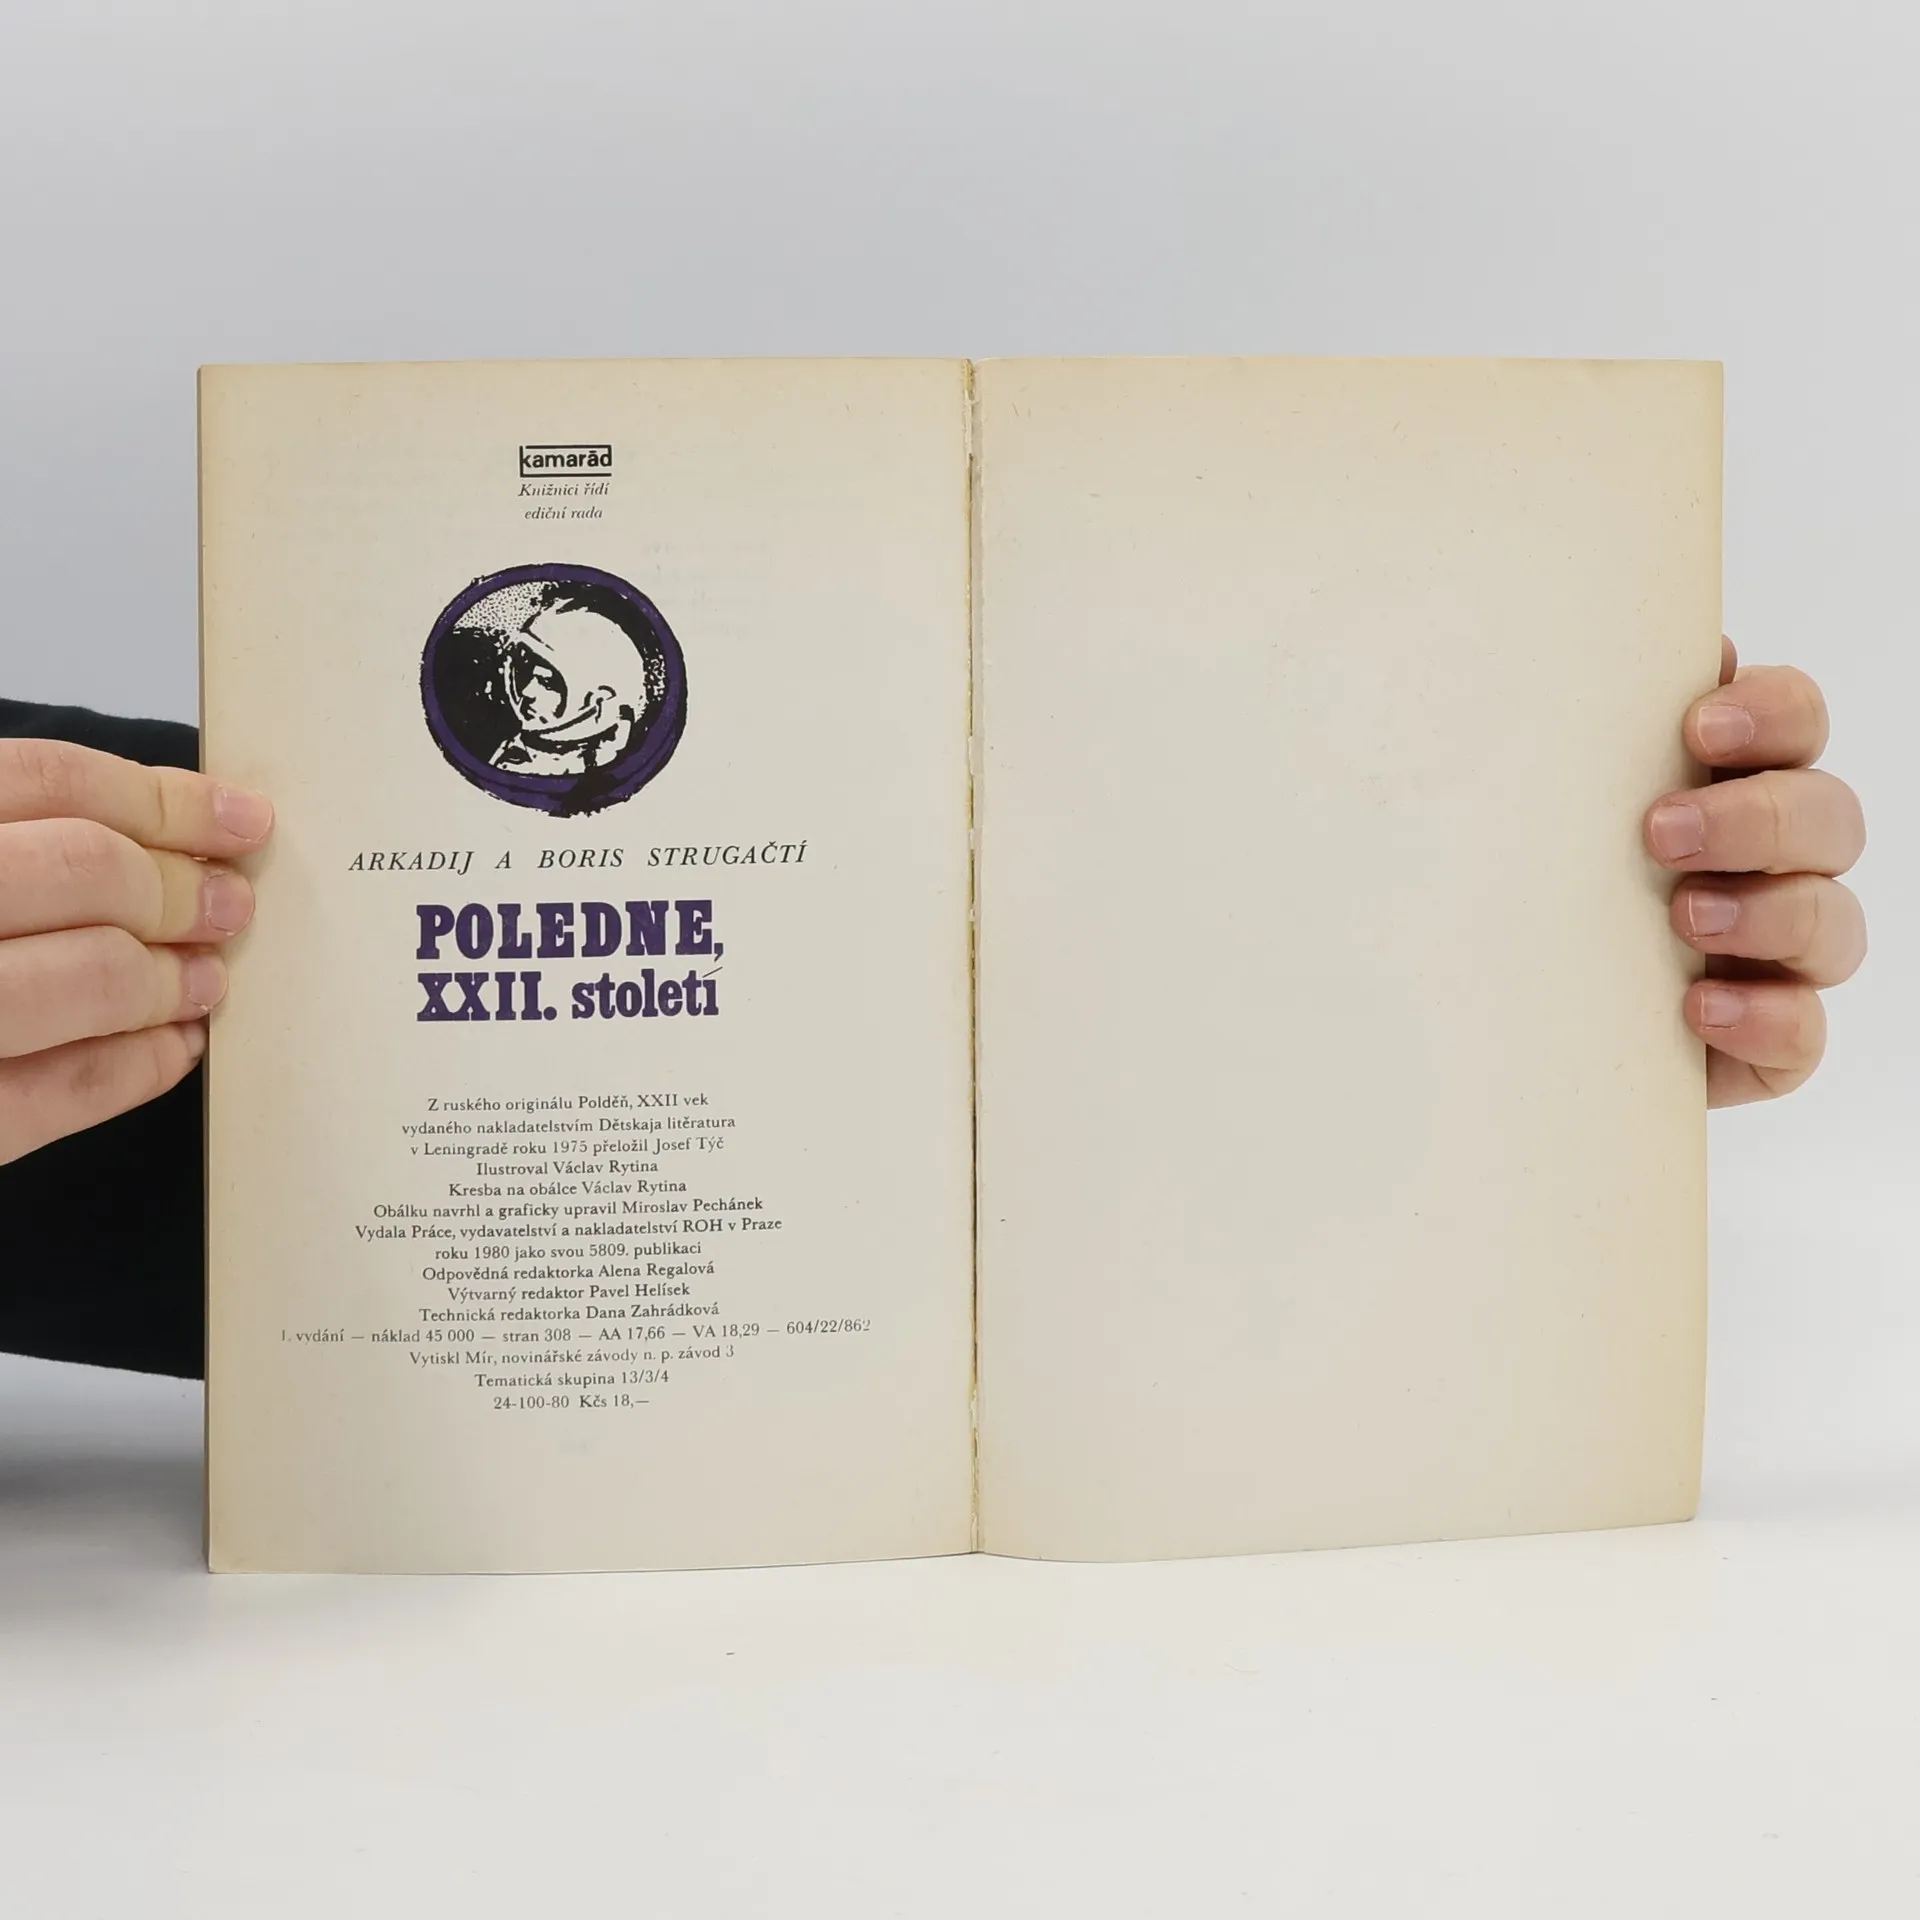 kamarád
Knižnici řídí
ediční rada
ARKADIJ A BORIS STRUGAČTÍ
POLEDNE,
XXII. století
Z ruského originálu Polděň, XXII vek
vydaného nakladatelstvím Dětskaja litěratura
v Leningradě roku 1975 přeložil Josef Týč
Ilustroval Václav Rytina
Kresba na obálce Václav Rytina
Obálku navrhl a graficky upravil Miroslav Pechánek
Vydala Práce, vydavatelství a nakladatelství ROH v Praze
roku 1980 jako svou 5809. publikaci
Odpovědná redaktorka Alena Regalová
Výtvarný redaktor Pavel Helísek
Technická redaktorka Dana Zahrádková
1. vydání — náklad 45 000 — stran 308 — AA 17,66 — VA 18,29 — 604/22/862
Vytiskl Mír, novinářské závody n. p. závod 3
Tematická skupina 13/3/4
24-100-80 Kčs 18,—